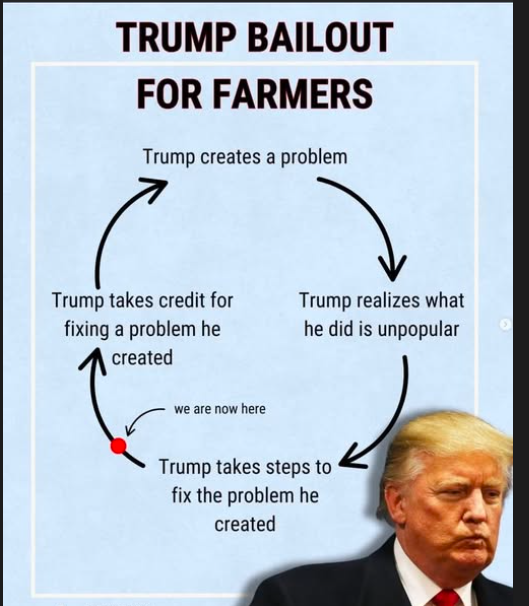 TRUMP BAILOUT
FOR FARMERS
Trump creates a problem
Trump realizes what
he did is unpopular
Trump takes steps to
fix the problem he
created
we are now here
Trump takes credit for
fixing a problem he
created